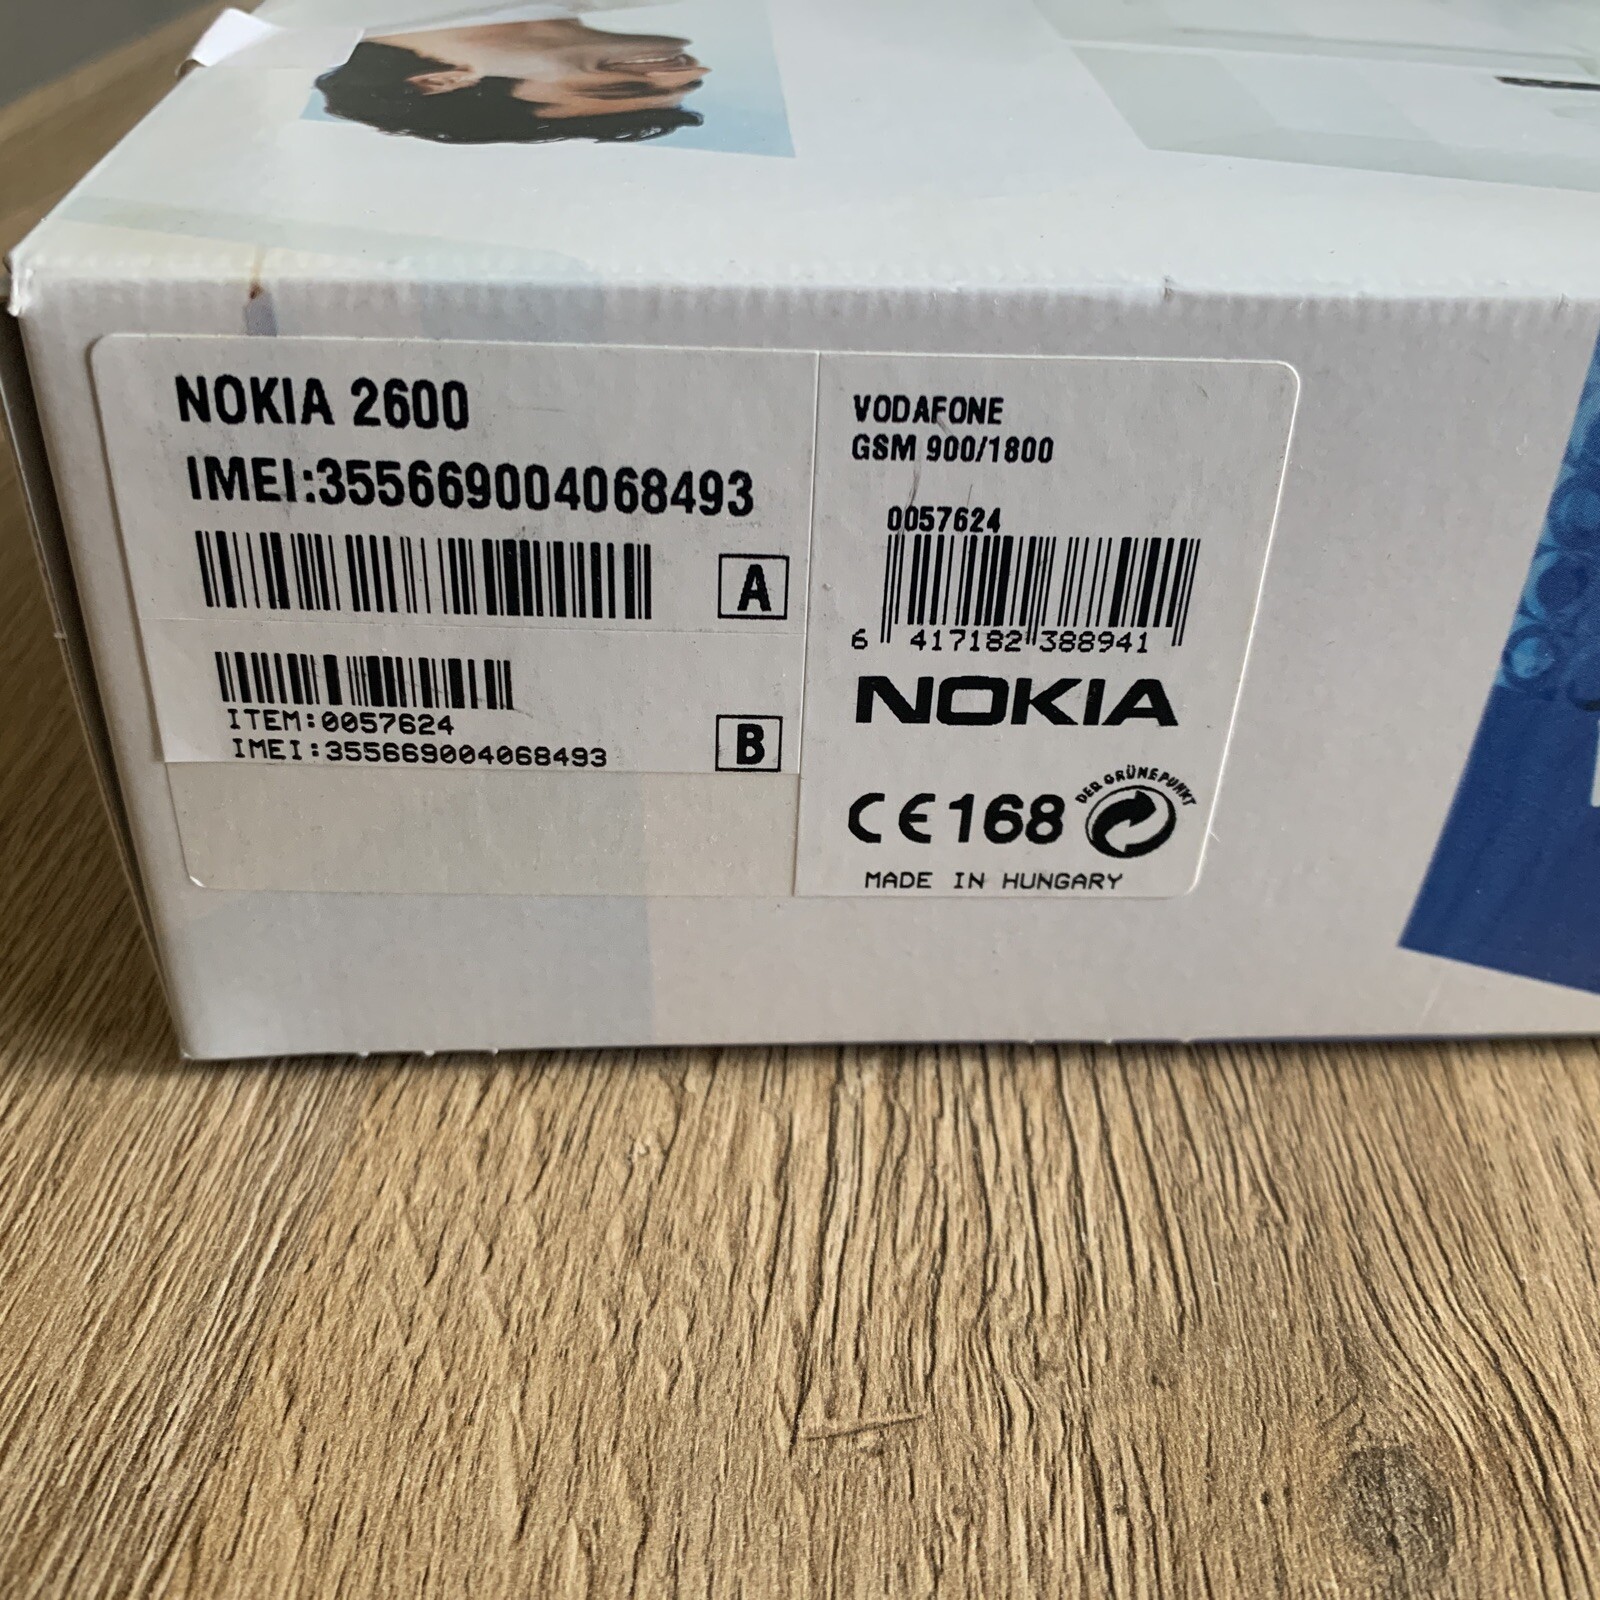 NOKIA 2600
IMEI:355669004068493
A
ITEM:0057624
IMEI:355669004068493
B
VODAFONE
GSM 900/1800
0057624
6 417182 388941
NOKIA
CE168
DER GRÜNE PUNKT
MADE IN HUNGARY